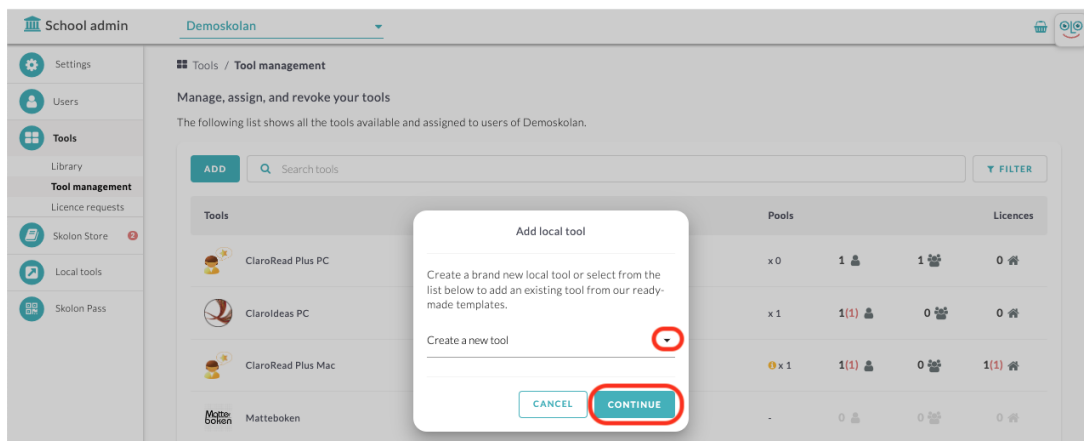 School admin
Demoskolan
Settings
Users
Tools
Library
Tool management
Licence requests
Skolon Store 2
Local tools
Skolon Pass
Tools / Tool management
Manage, assign, and revoke your tools
The following list shows all the tools available and assigned to users of Demoskolan.
ADD
Search tools
FILTER
Tools Pools Licences
ClaroRead Plus PC x 0 1 1 0
ClaroIdeas PC x 1 1(1) 0 0
ClaroRead Plus Mac x 1 1(1) 0 1(1)
Matte-
boken
Matteboken - 0 0 0
Add local tool
Create a brand new local tool or select from the
list below to add an existing tool from our ready-
made templates.
Create a new tool
CANCEL
CONTINUE